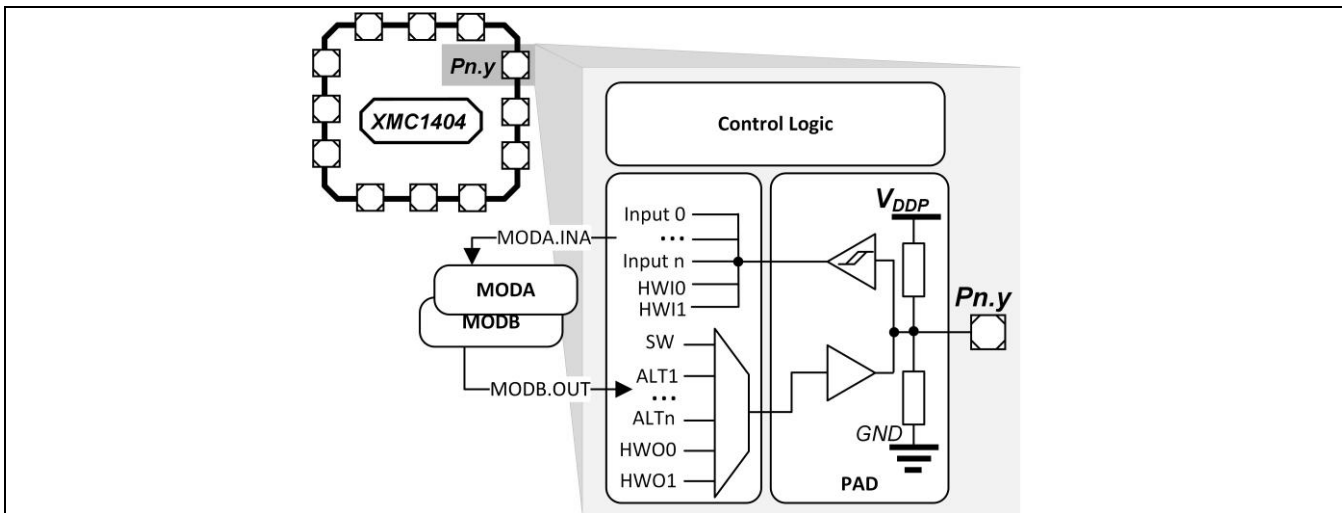 Pn.y
XMC1404
Control Logic
Input 0
...
Input n
HWI0
HWI1
MODA.INA
MODA
MODB
MODB.OUT
SW
ALT1
...
ALTn
HWO0
HWO1
VDDP
Pn.y
GND
PAD